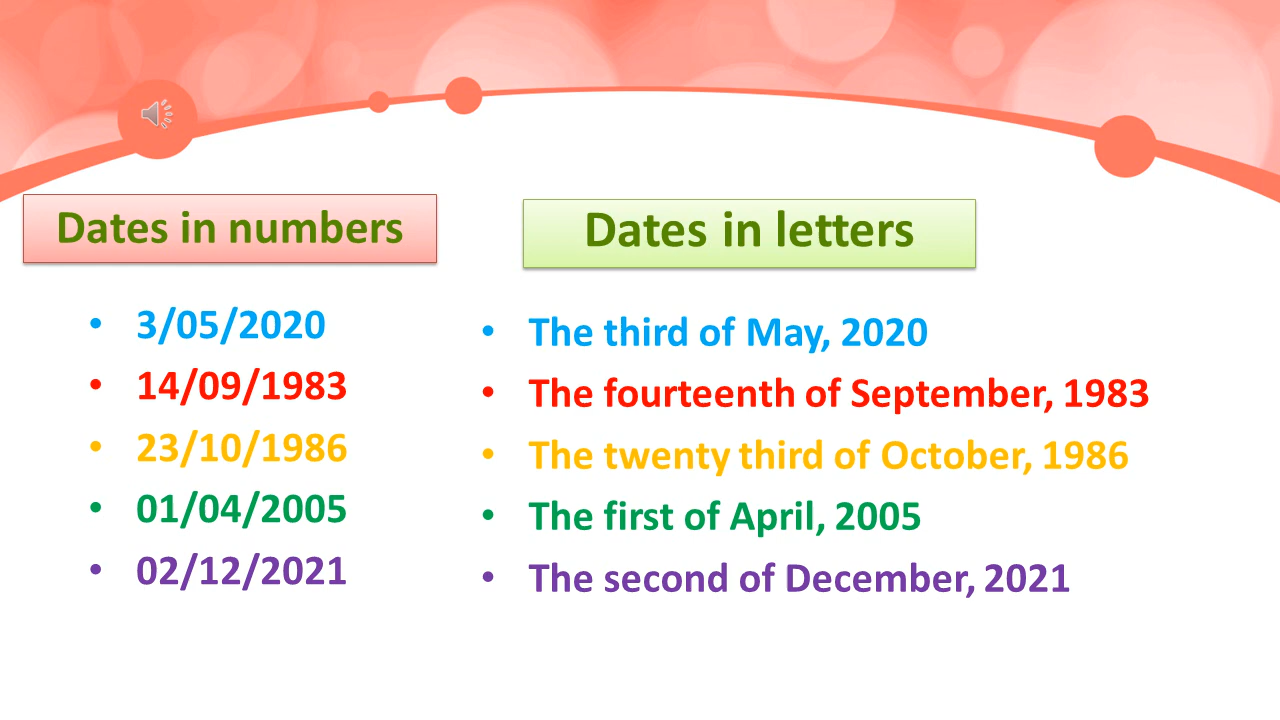 Dates in numbers
Dates in letters
• 3/05/2020
• 14/09/1983
• 23/10/1986
• 01/04/2005
• 02/12/2021
• The third of May, 2020
• The fourteenth of September, 1983
• The twenty third of October, 1986
• The first of April, 2005
• The second of December, 2021